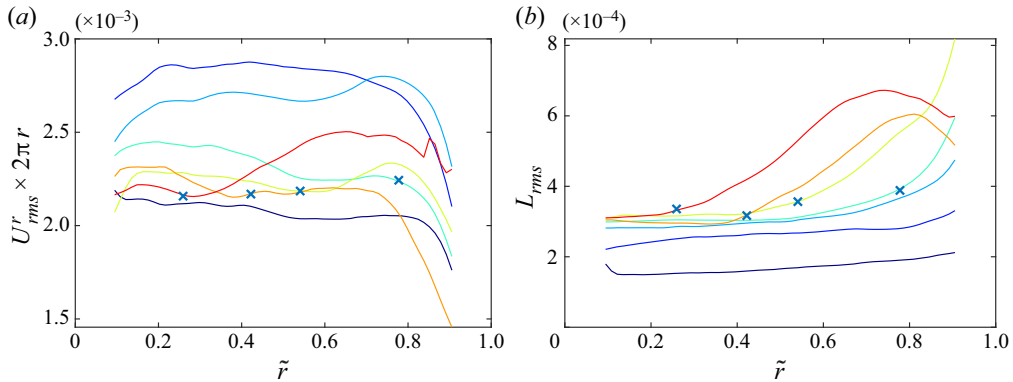 (a) (×10⁻³)
3.0
2.5
2.0
1.5
U^r_rms × 2π r
0 0.2 0.4 0.6 0.8 1.0
r̃
(b) (×10⁻⁴)
8
6
4
2
0
L_rms
0.2 0.4 0.6 0.8 1.0
r̃